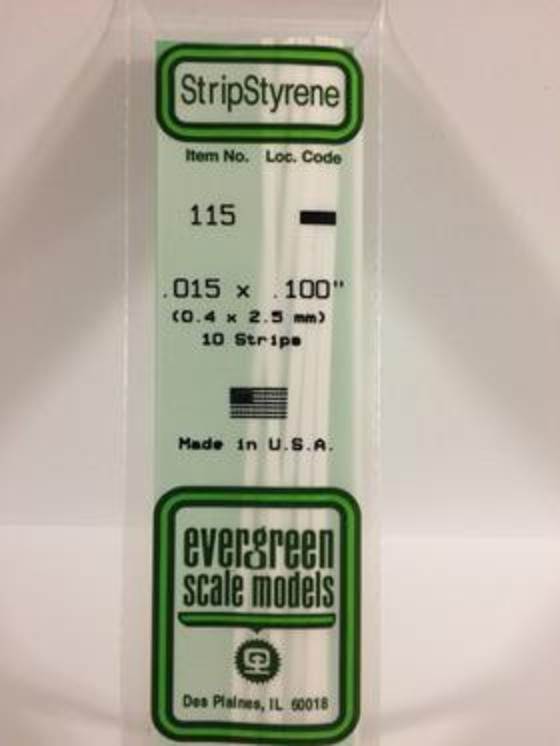 StripStyrene
Item No. Loc. Code
115
.015 x .100"
(0.4 x 2.5 mm)
10 Strips
Made in U.S.A.
evergreen
scale models
Des Plaines, IL 60018